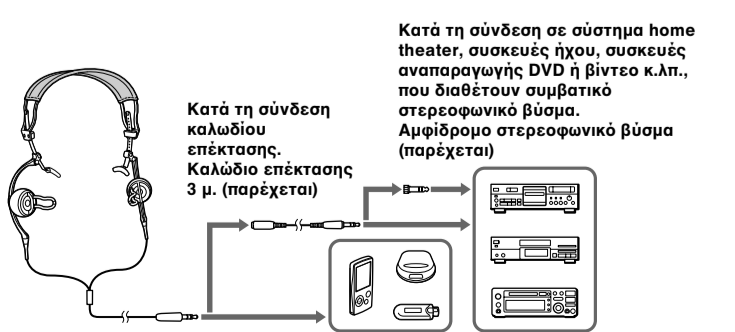 Κατά τη σύνδεση σε σύστημα home
theater, συσκευές ήχου, συσκευές
αναπαραγωγής DVD ή βίντεο κ.λπ.,
που διαθέτουν συμβατικό
στερεοφωνικό βύσμα.
Αμφίδρομο στερεοφωνικό βύσμα
(παρέχεται)
Κατά τη σύνδεση
καλωδίου
επέκτασης.
Καλώδιο επέκτασης
3 μ. (παρέχεται)